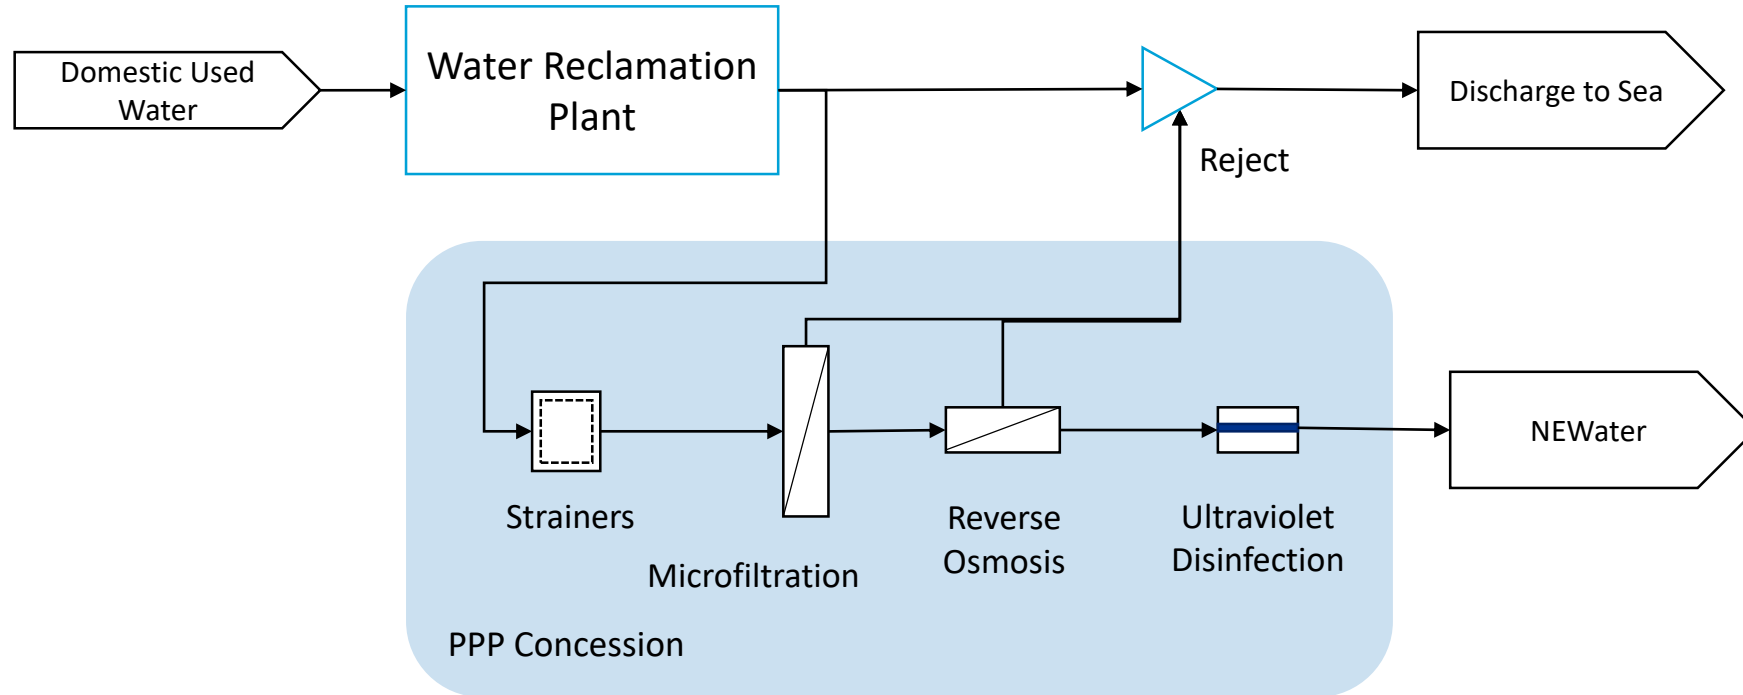 Domestic Used
Water
Water Reclamation
Plant
Discharge to Sea
Reject
NEWater
Strainers
Microfiltration
Reverse
Osmosis
Ultraviolet
Disinfection
PPP Concession